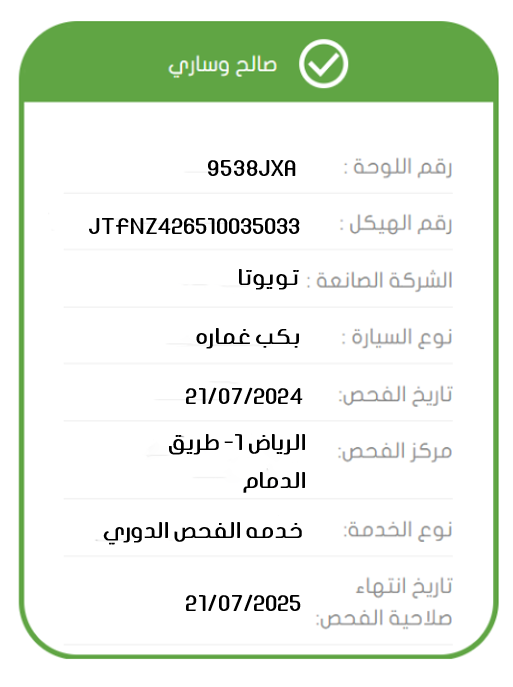 صالح وساري
رقم اللوحة : 9538JXA
رقم الهيكل : JTFNZ426510035033
الشركة الصانعة : تويوتا
نوع السيارة : بكب غماره
تاريخ الفحص: 21/07/2024
مركز الفحص: الرياض 1- طريق
الدمام
نوع الخدمة: خدمه الفحص الدوري
تاريخ انتهاء
صلاحية الفحص: 21/07/2025